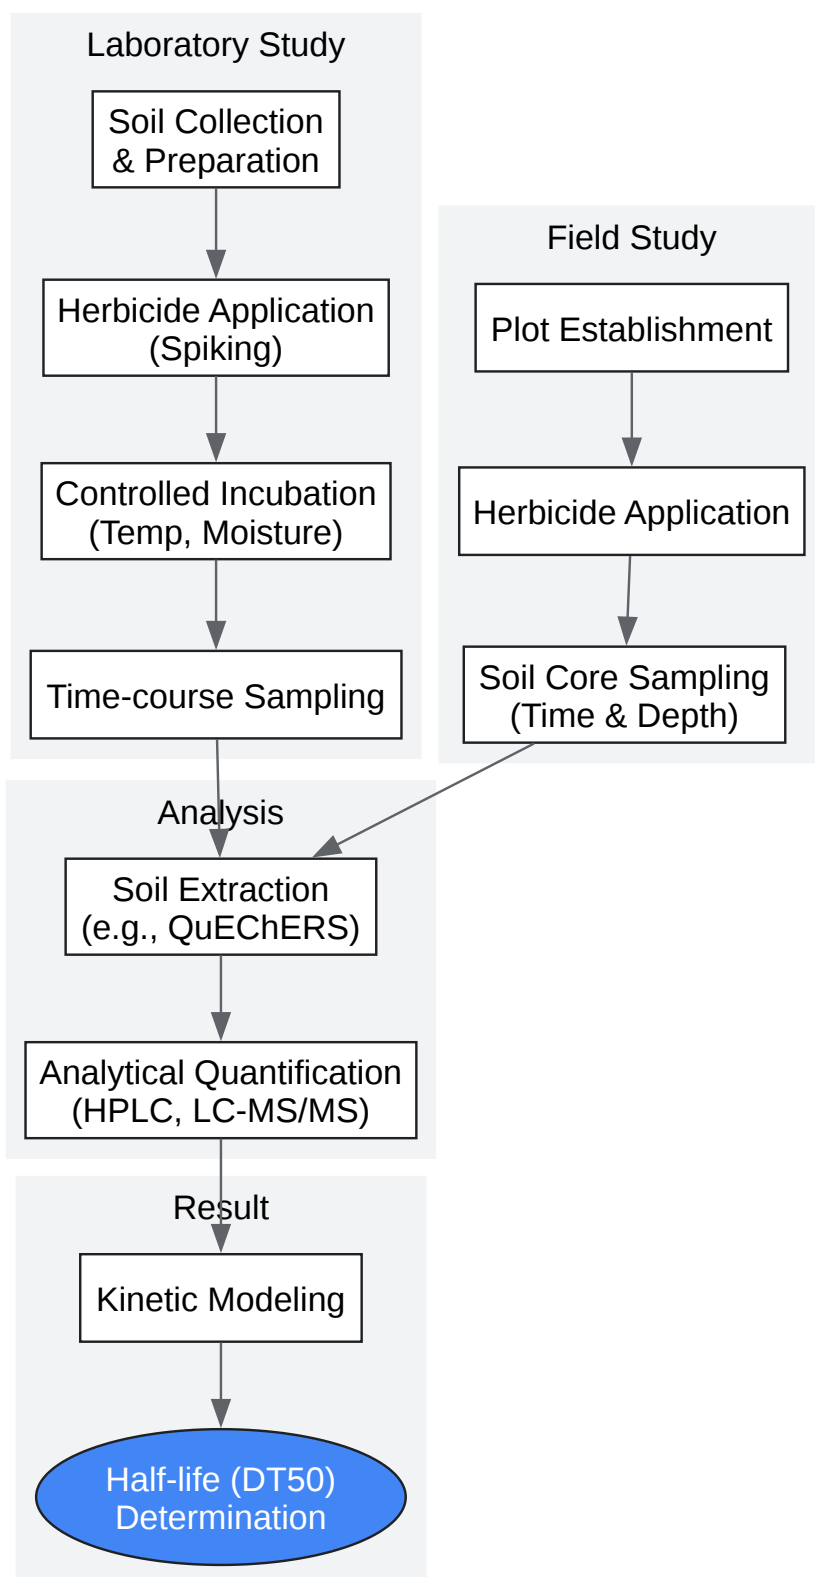 Laboratory Study
Soil Collection
& Preparation
Herbicide Application
(Spiking)
Controlled Incubation
(Temp, Moisture)
Time-course Sampling
Field Study
Plot Establishment
Herbicide Application
Soil Core Sampling
(Time & Depth)
Analysis
Soil Extraction
(e.g., QuEChERS)
Analytical Quantification
(HPLC, LC-MS/MS)
Result
Kinetic Modeling
Half-life (DT50)
Determination